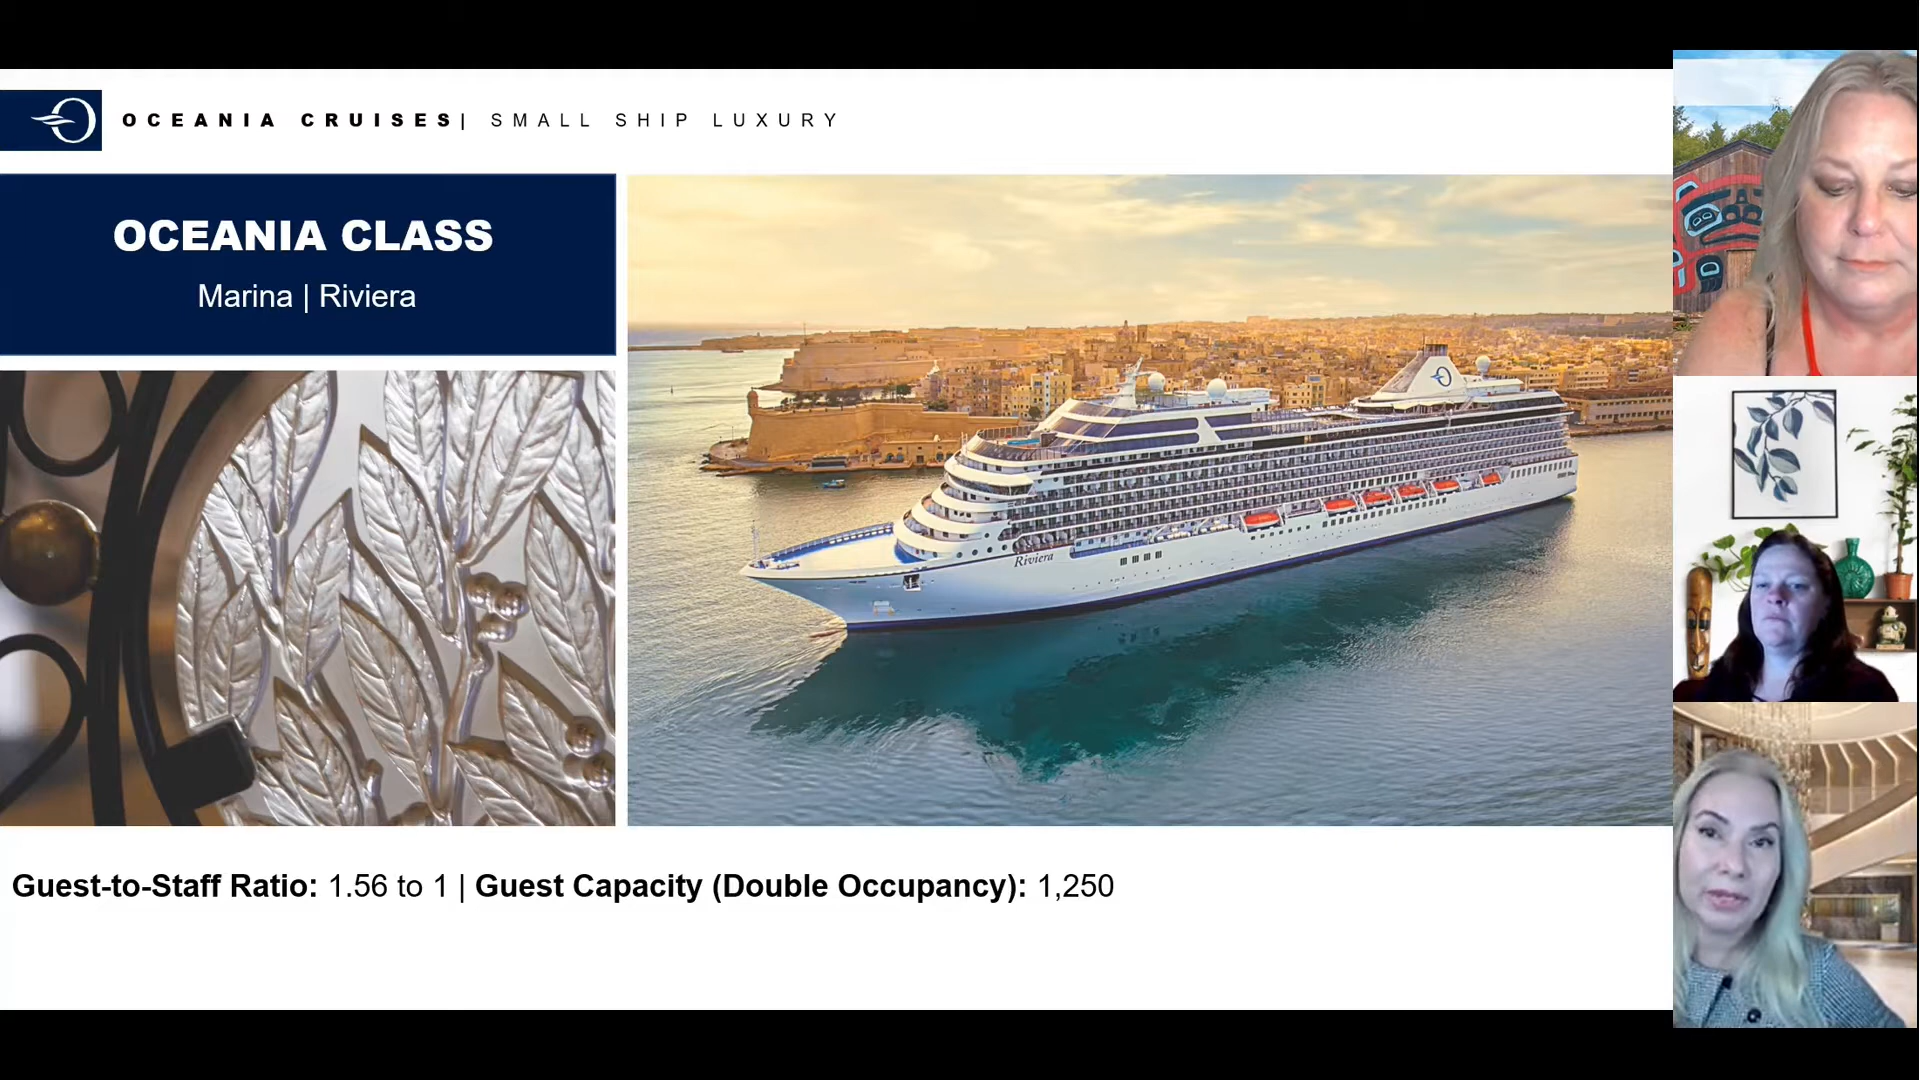 OCEANIA CRUISES| SMALL SHIP LUXURY
OCEANIA CLASS
Marina | Riviera
Riviera
Guest-to-Staff Ratio: 1.56 to 1 | Guest Capacity (Double Occupancy): 1,250